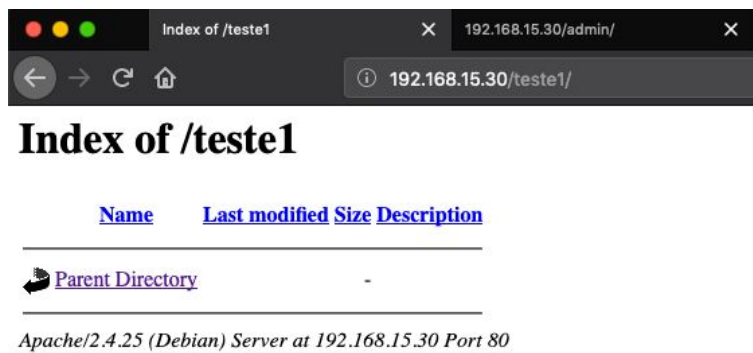 Index of /teste1
192.168.15.30/admin/
192.168.15.30/teste1/
Index of /teste1
Name Last modified Size Description
Parent Directory -
Apache/2.4.25 (Debian) Server at 192.168.15.30 Port 80